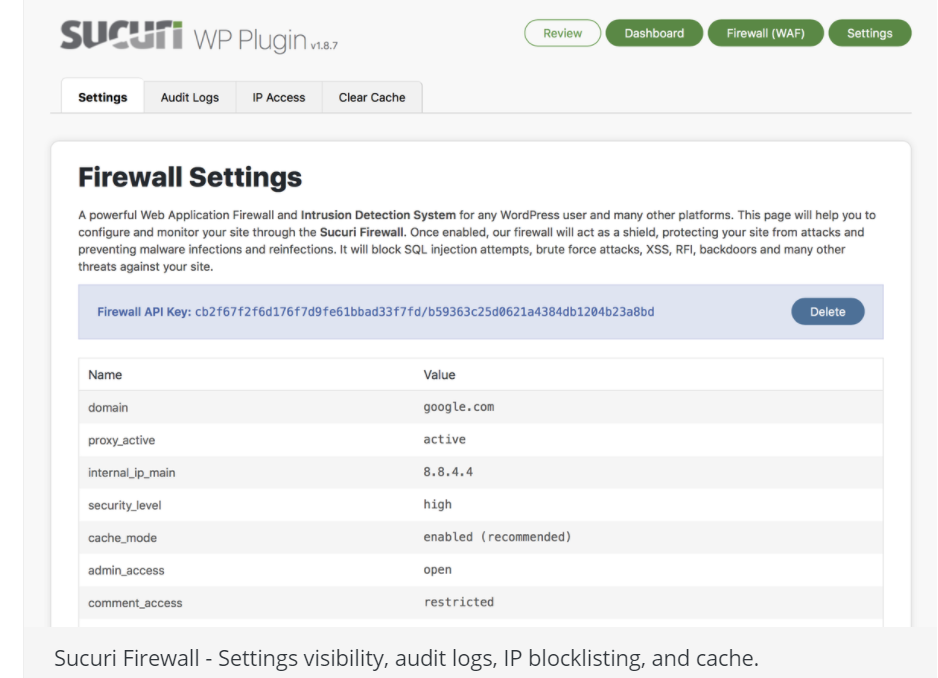 sucuri WP Plugin v1.8.7
Review Dashboard Firewall (WAF) Settings
Settings Audit Logs IP Access Clear Cache
Firewall Settings
A powerful Web Application Firewall and Intrusion Detection System for any WordPress user and many other platforms. This page will help you to
configure and monitor your site through the Sucuri Firewall. Once enabled, our firewall will act as a shield, protecting your site from attacks and
preventing malware infections and reinfections. It will block SQL injection attempts, brute force attacks, XSS, RFI, backdoors and many other
threats against your site.
Firewall API Key: cb2f67f2f6d176f7d9fe61bbad33f7fd/b59363c25d0621a4384db1204b23a8bd Delete
Name Value
domain google.com
proxy_active active
internal_ip_main 8.8.4.4
security_level high
cache_mode enabled (recommended)
admin_access open
comment_access restricted
Sucuri Firewall - Settings visibility, audit logs, IP blocklisting, and cache.